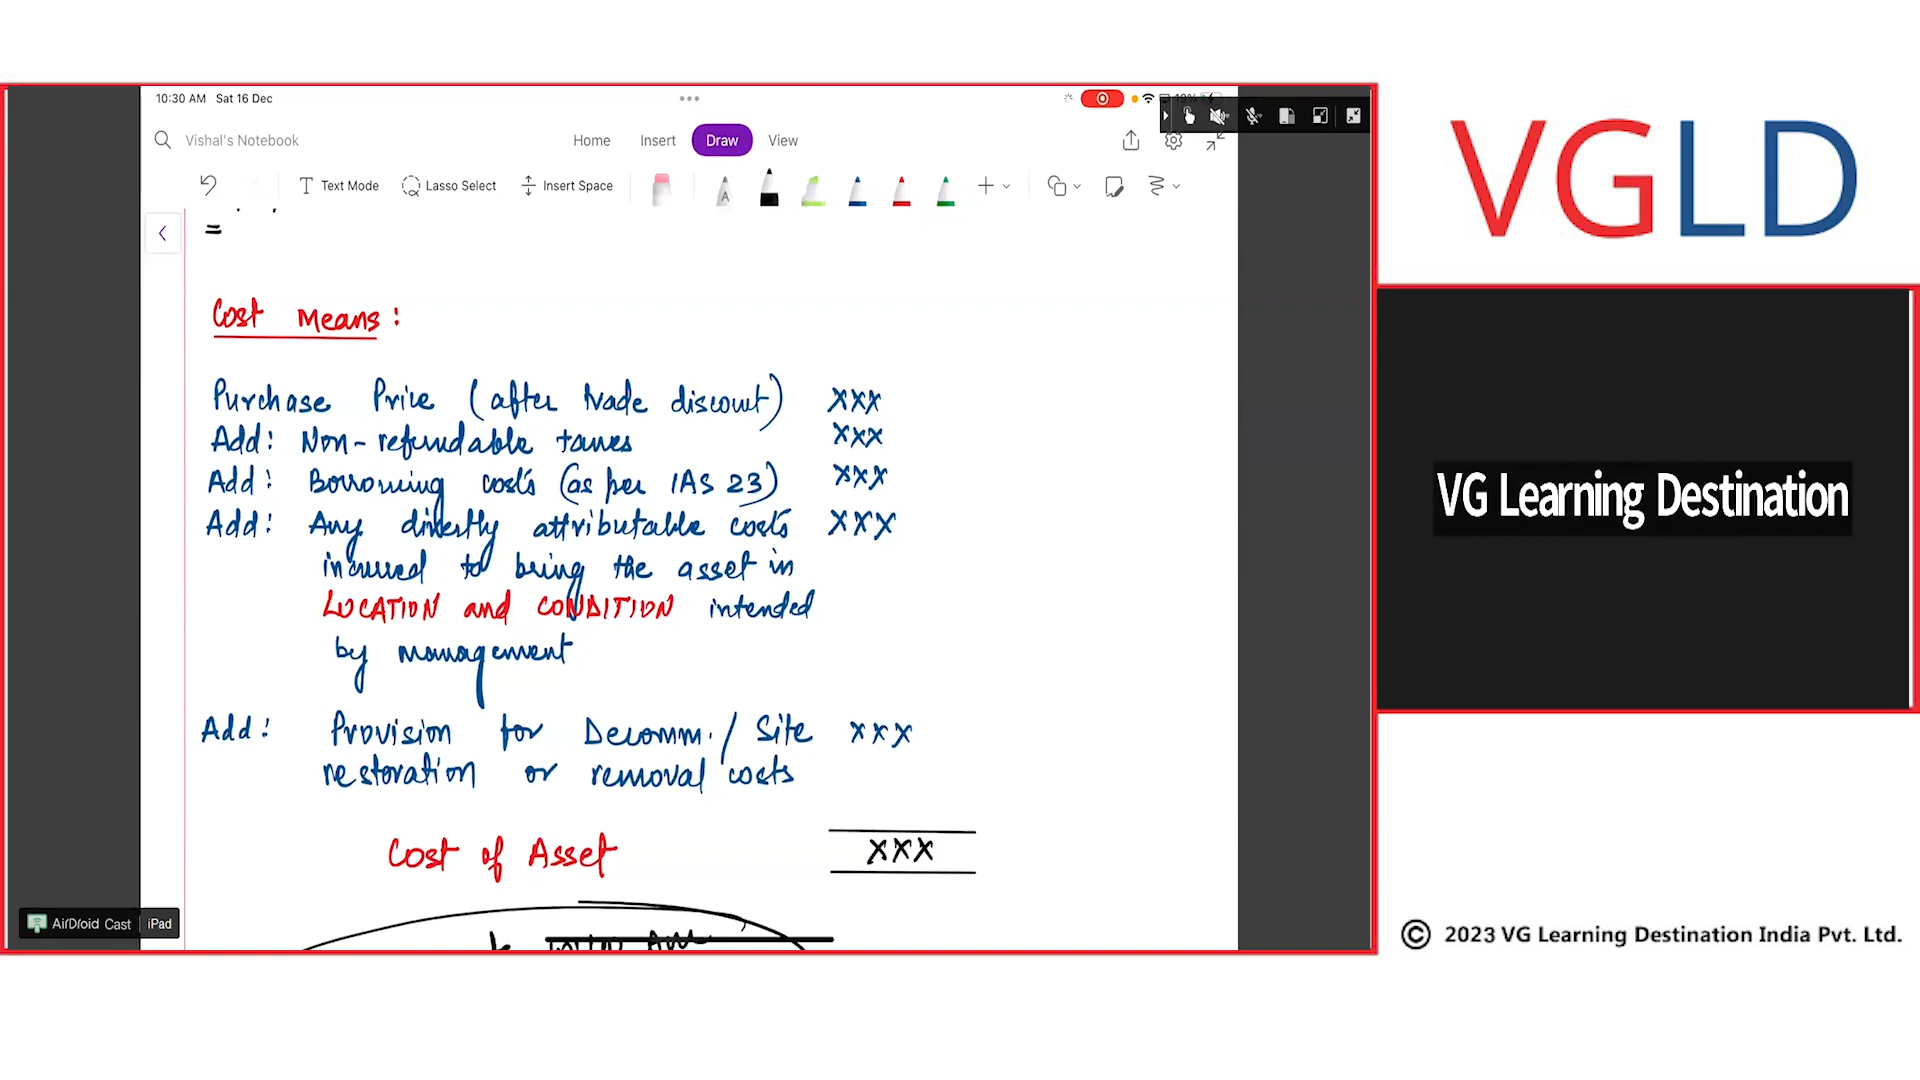 10:30 AM Sat 16 Dec
19%
Vishal's Notebook
Home Insert Draw View
Text Mode Lasso Select Insert Space
=
Cost Means:
Purchase Price (after trade discount) XXX
Add: Non-refundable taxes XXX
Add: Borrowing costs (as per IAS 23) XXX
Add: Any directly attributable costs XXX
incurred to bring the asset in
LOCATION and CONDITION intended
by management
Add: Provision for Decomm./ Site XXX
restoration or removal costs
Cost of Asset XXX
AirDroid Cast iPad
VGLD
VG Learning Destination
© 2023 VG Learning Destination India Pvt. Ltd.